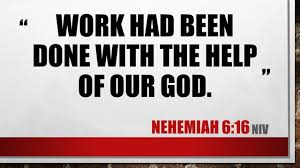 “ WORK HAD BEEN
DONE WITH THE HELP
OF OUR GOD. ”
NEHEMIAH 6:16 NIV